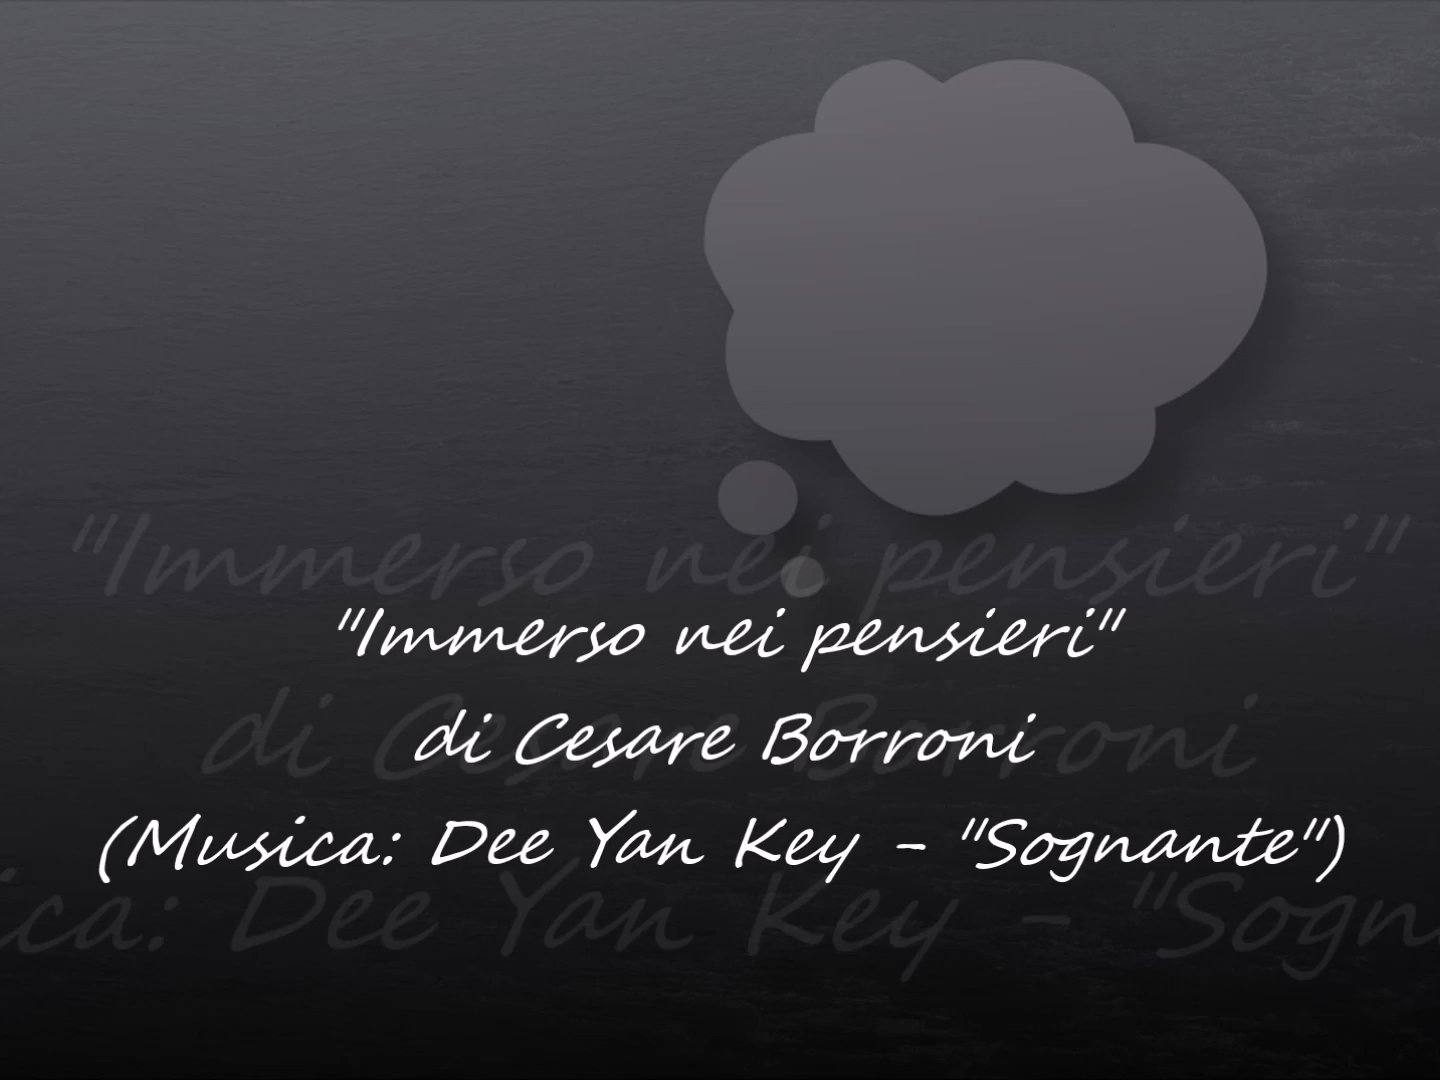 "Immerso nei pensieri"
di Cesare Borroni
(Musica: Dee Yan Key - "Sognante")